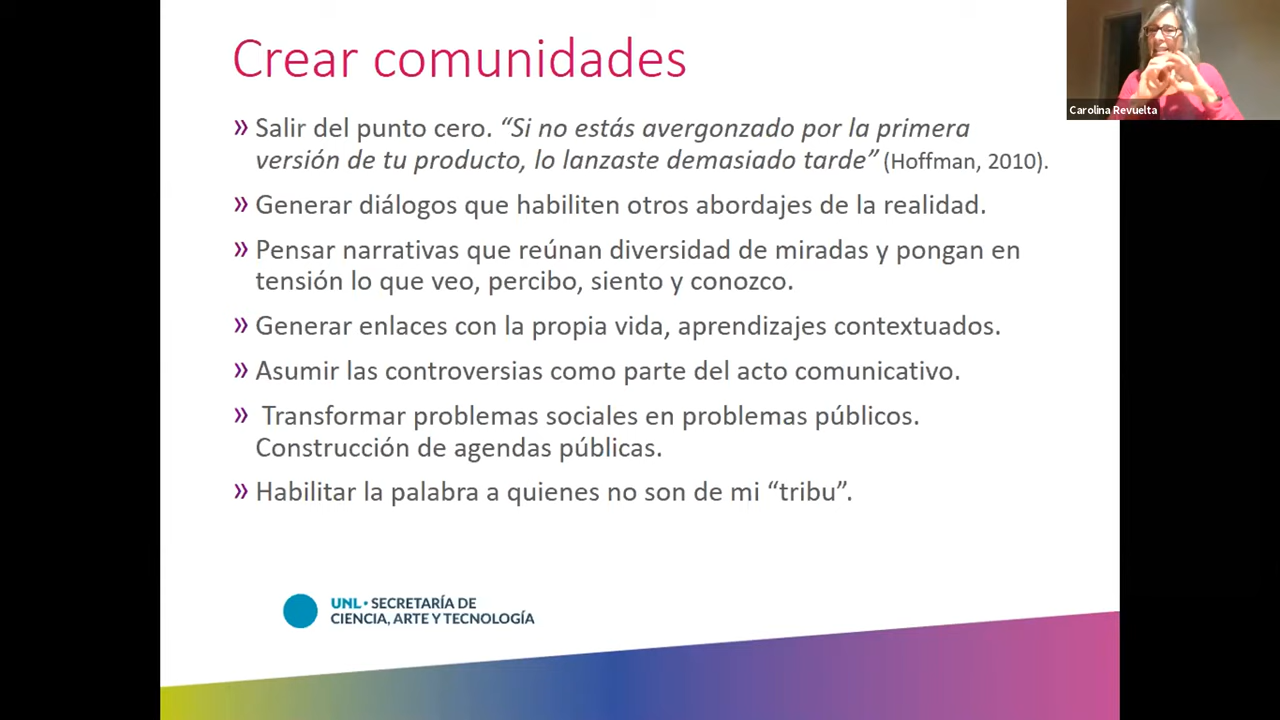 Crear comunidades
Carolina Revuelta
» Salir del punto cero. “Si no estás avergonzado por la primera
versión de tu producto, lo lanzaste demasiado tarde” (Hoffman, 2010).
» Generar diálogos que habiliten otros abordajes de la realidad.
» Pensar narrativas que reúnan diversidad de miradas y pongan en
tensión lo que veo, percibo, siento y conozco.
» Generar enlaces con la propia vida, aprendizajes contextuados.
» Asumir las controversias como parte del acto comunicativo.
» Transformar problemas sociales en problemas públicos.
Construcción de agendas públicas.
» Habilitar la palabra a quienes no son de mi “tribu”.
UNL · SECRETARÍA DE
CIENCIA, ARTE Y TECNOLOGÍA